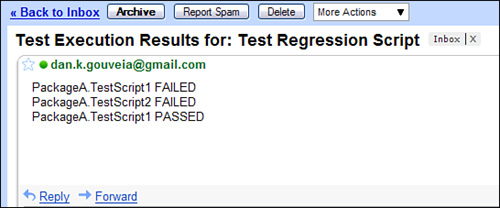 « Back to Inbox Archive Report Spam Delete More Actions
Test Execution Results for: Test Regression Script Inbox X
dan.k.gouveia@gmail.com
PackageA.TestScript1 FAILED
PackageA.TestScript2 FAILED
PackageA.TestScript1 PASSED
Reply Forward